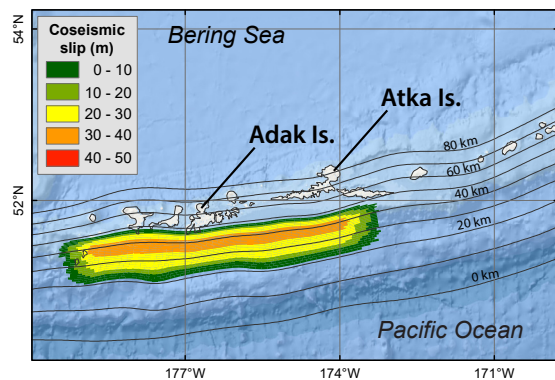 54°N
Coseismic
slip (m)
0 - 10
10 - 20
20 - 30
30 - 40
40 - 50
Bering Sea
Atka Is.
Adak Is.
80 km
60 km
52°N
40 km
20 km
0 km
Pacific Ocean
177°W
174°W
171°W